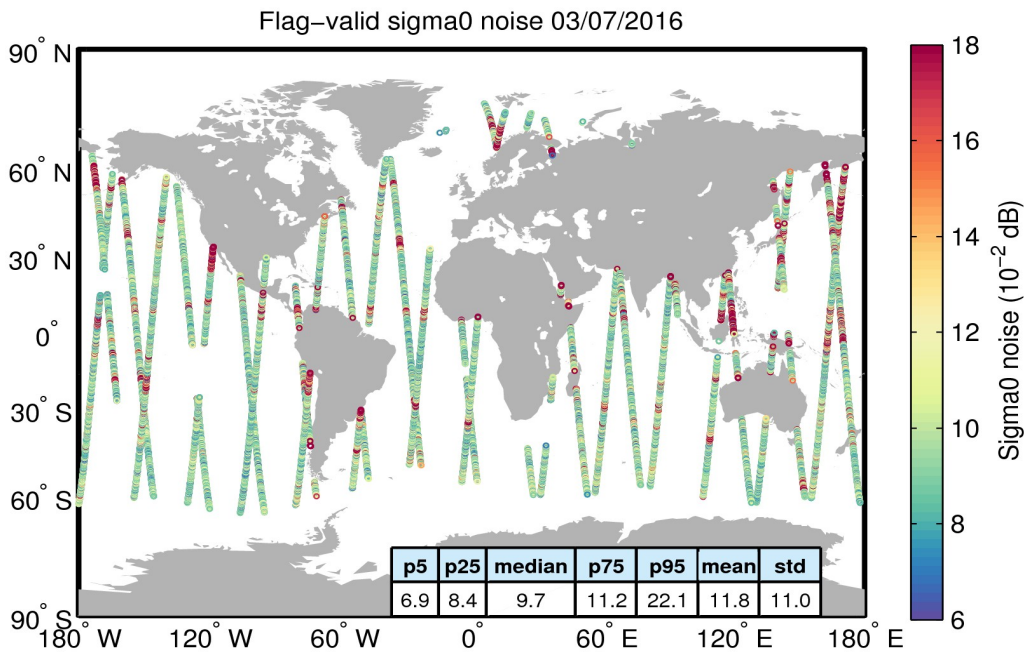 Flag−valid sigma0 noise 03/07/2016
90° N
60° N
30° N
0°
30° S
60° S
90° S
180° W
120° W
60° W
0°
60° E
120° E
180° E
p5 p25 median p75 p95 mean std
6.9 8.4 9.7 11.2 22.1 11.8 11.0
18
16
14
12
10
8
6
Sigma0 noise (10⁻² dB)